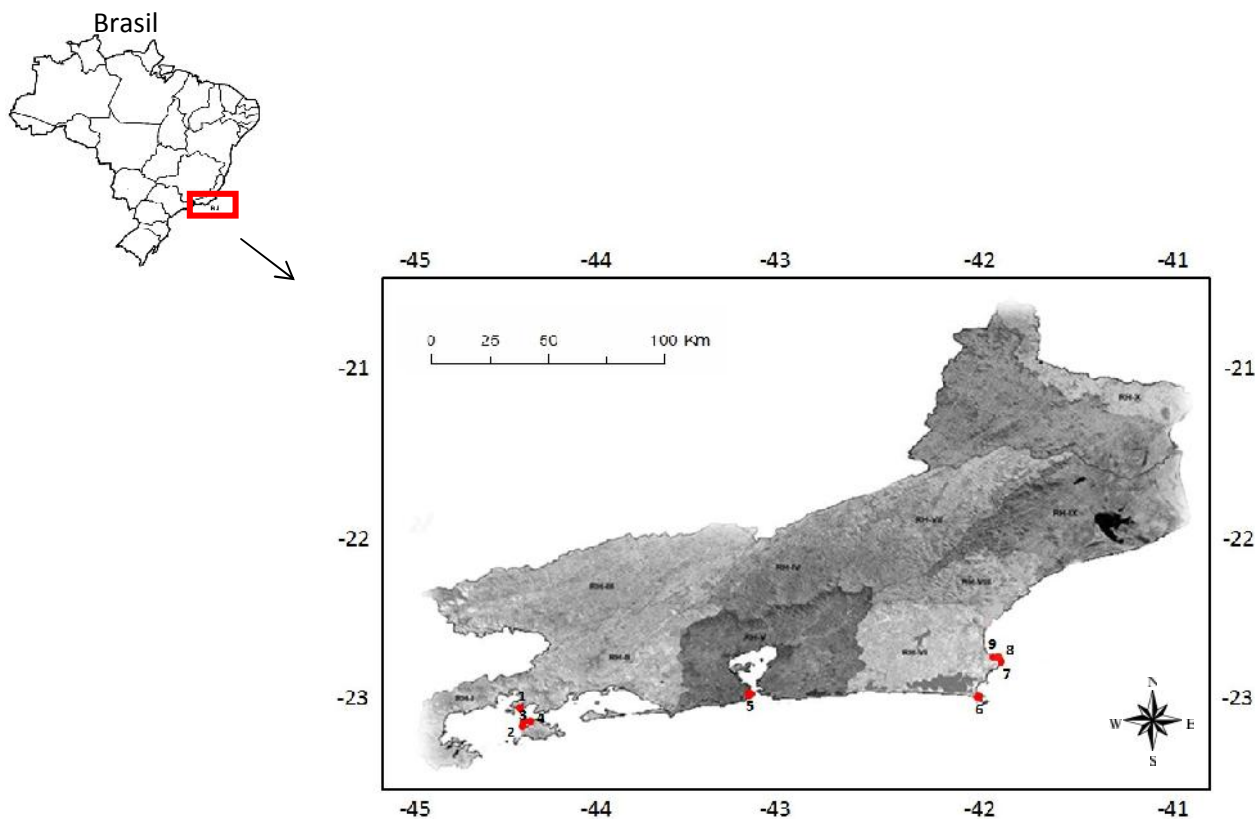 Brasil
RJ
-45 -44 -43 -42 -41
0 25 50 100 Km
-21 -21
RH-X
RH-IX
RH-VII
-22 -22
RH-IV
RH-VIII
RH-III
RH-V
RH-VI
RH-II
9 8
7
RH-I
-23 -23
1
3 4
2
5
6
N
W E
S
-45 -44 -43 -42 -41